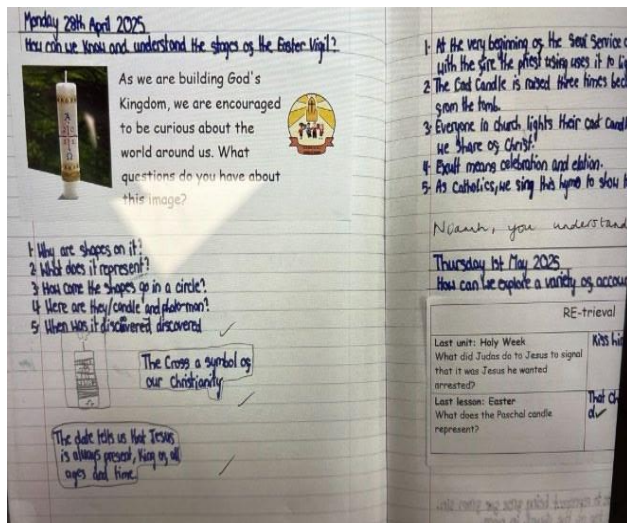 Monday 28th April 2025
How can we know and understand the stages of the Easter Vigil?
As we are building God's
Kingdom, we are encouraged
to be curious about the
world around us. What
questions do you have about
this image?
1 Why are shapes on it?
2 What does it represent?
3 How come the shapes go in a circle?
4 Here are they/candle and photo-man?
5 When was it discovered discovered
The Cross a symbol of
our Christianity
The date tells us that Jesus
is always present, King of all
ages and time.
1. At the very beginning of the
with the fire the priest
2 The Candle is raised three times
from the tomb.
3 Everyone in church lights their
we share of Christ.
4 Exult means celebration and elation.
5- As Catholics, we sing this hymn to show
you understand
Thursday 1st May 2025
How can we explore a variety of
RE-trieval
Last unit: Holy Week
What did Judas do to Jesus to signal
that it was Jesus he wanted
arrested?
Kiss
Last lesson: Easter
What does the Paschal candle
represent?
That